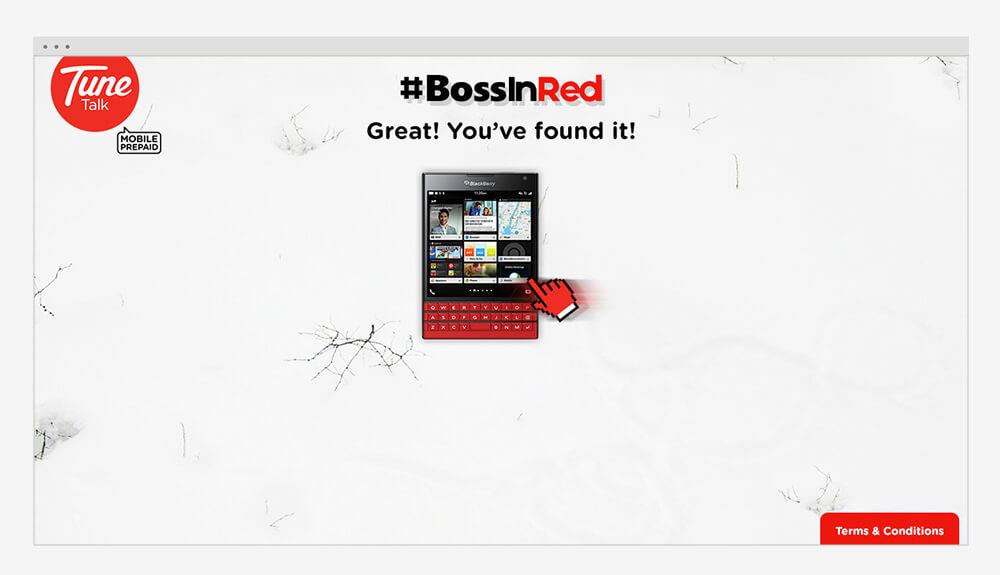 Tune
Talk
MOBILE
PREPAID
#BossInRed
Great! You’ve found it!
BlackBerry
Q W E R T Y U I O P
A S D F G H J K L
Z X C V B N M
Terms & Conditions